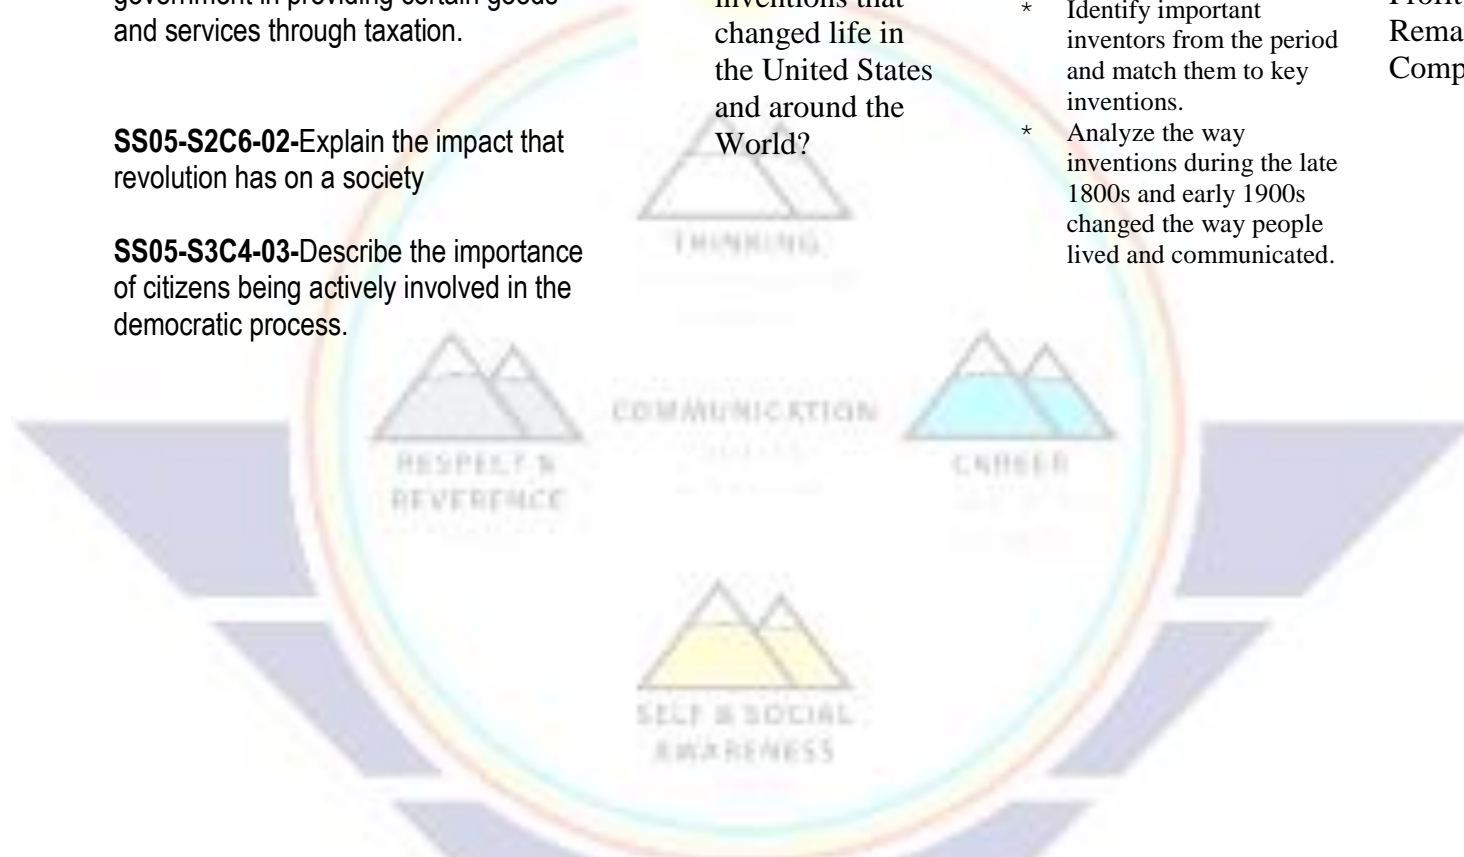 government in providing certain goods
and services through taxation.
SS05-S2C6-02-Explain the impact that
revolution has on a society
SS05-S3C4-03-Describe the importance
of citizens being actively involved in the
democratic process.
inventions that
changed life in
the United States
and around the
World?
* Identify important
inventors from the period
and match them to key
inventions.
* Analyze the way
inventions during the late
1800s and early 1900s
changed the way people
lived and communicated.
THINKING
COMMUNICATION
RESPECT &
REVERENCE
CAREER
SELF & SOCIAL
AWARENESS